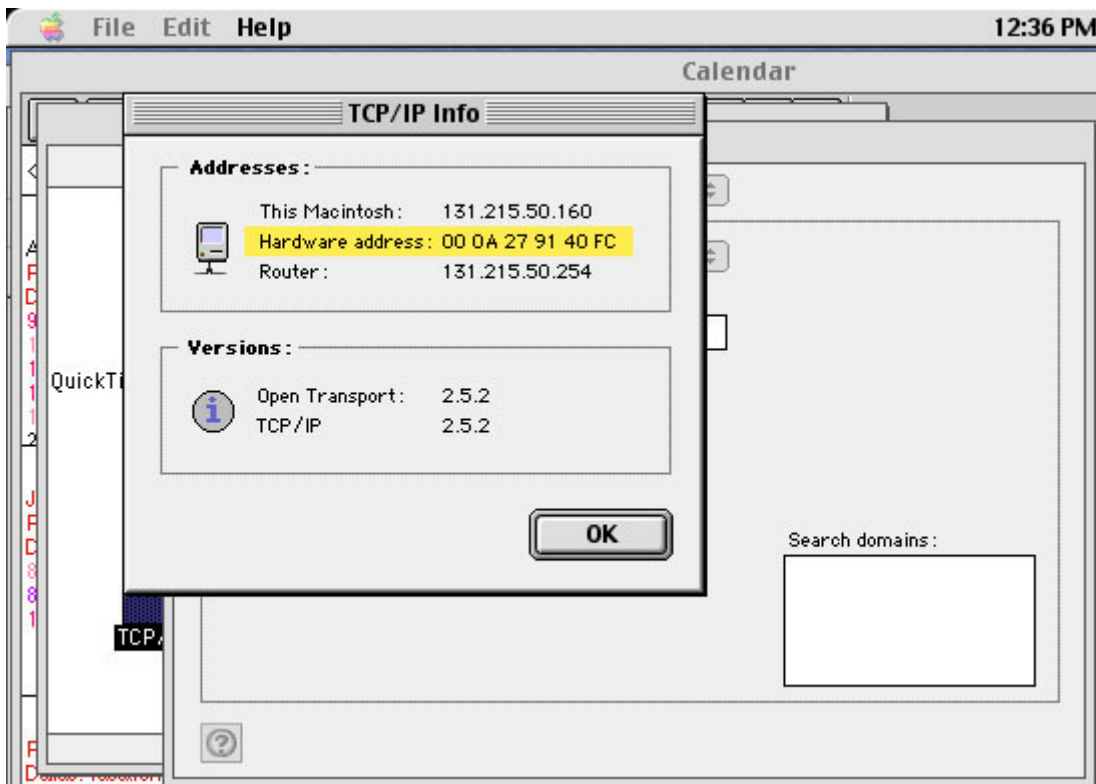 File Edit Help 12:36 PM
Calendar
TCP/IP Info
Addresses:
This Macintosh: 131.215.50.160
Hardware address: 00 0A 27 91 40 FC
Router: 131.215.50.254
Versions:
QuickTi
Open Transport: 2.5.2
TCP/IP 2.5.2
OK
Search domains:
TCP/